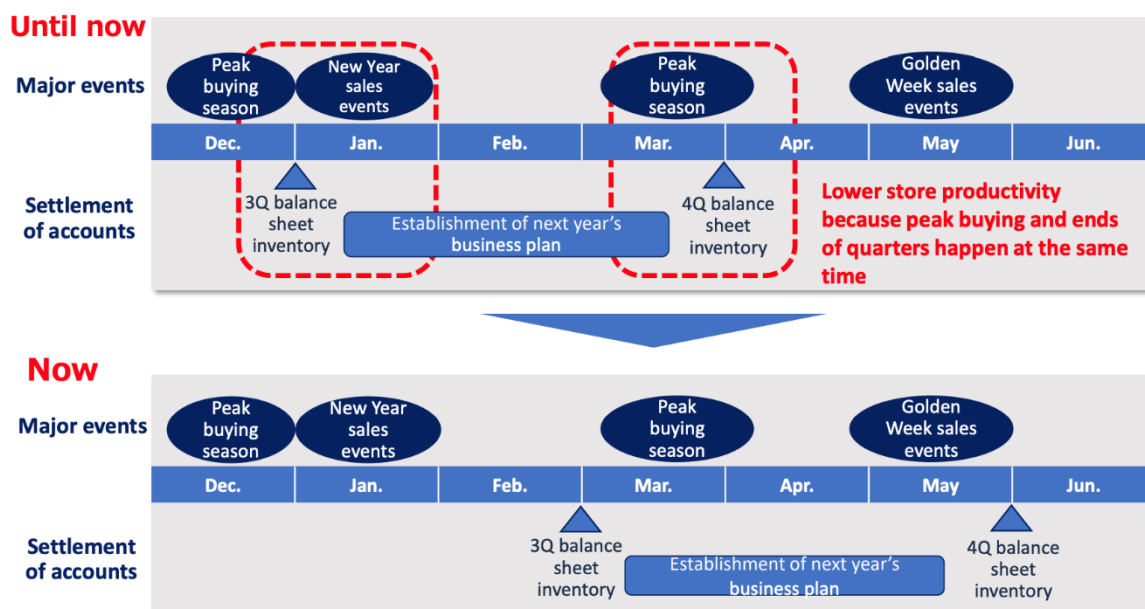 Until now
Major events
Peak
buying
season
New Year
sales
events
Peak
buying
season
Golden
Week sales
events
Dec.
Jan.
Feb.
Mar.
Apr.
May
Jun.
Settlement
of accounts
3Q balance
sheet
inventory
Establishment of next year's
business plan
4Q balance
sheet
inventory
Lower store productivity
because peak buying and ends
of quarters happen at the same
time
Now
Major events
Peak
buying
season
New Year
sales
events
Peak
buying
season
Golden
Week sales
events
Dec.
Jan.
Feb.
Mar.
Apr.
May
Jun.
Settlement
of accounts
3Q balance
sheet
inventory
Establishment of next year's
business plan
4Q balance
sheet
inventory